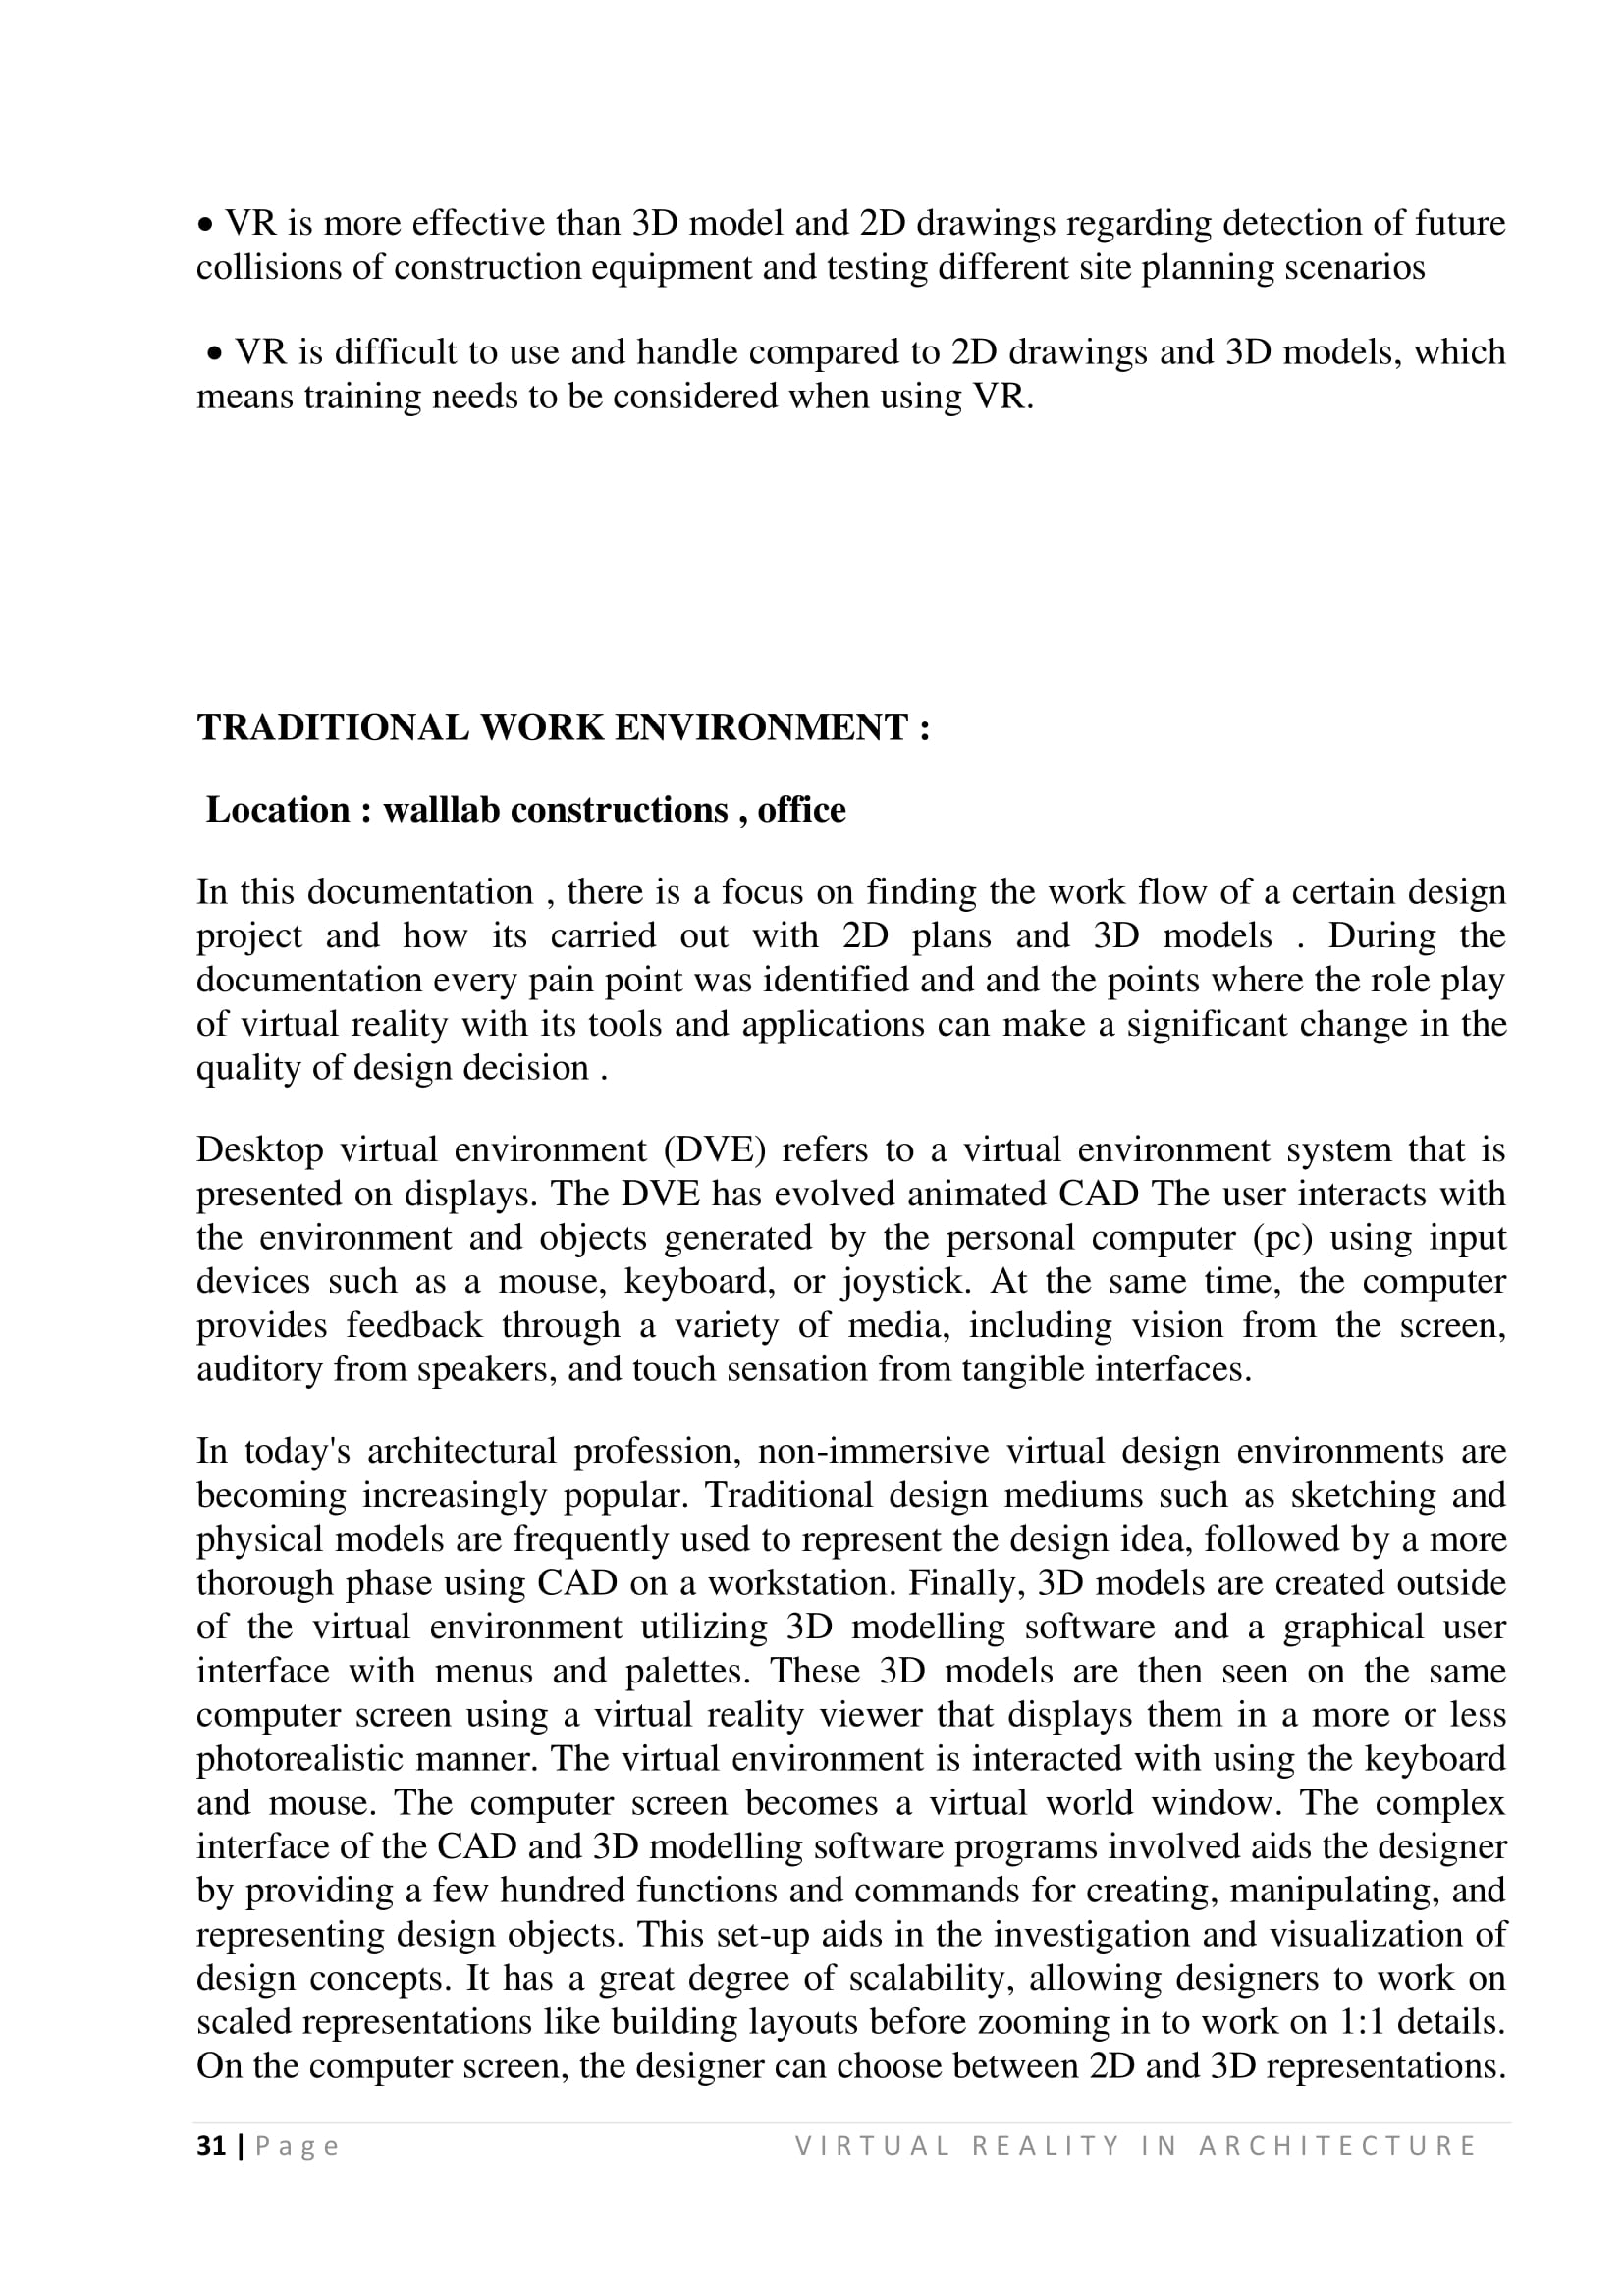 • VR is more effective than 3D model and 2D drawings regarding detection of future
collisions of construction equipment and testing different site planning scenarios
• VR is difficult to use and handle compared to 2D drawings and 3D models, which
means training needs to be considered when using VR.
TRADITIONAL WORK ENVIRONMENT :
Location : walllab constructions , office
In this documentation , there is a focus on finding the work flow of a certain design
project and how its carried out with 2D plans and 3D models . During the
documentation every pain point was identified and and the points where the role play
of virtual reality with its tools and applications can make a significant change in the
quality of design decision .
Desktop virtual environment (DVE) refers to a virtual environment system that is
presented on displays. The DVE has evolved animated CAD The user interacts with
the environment and objects generated by the personal computer (pc) using input
devices such as a mouse, keyboard, or joystick. At the same time, the computer
provides feedback through a variety of media, including vision from the screen,
auditory from speakers, and touch sensation from tangible interfaces.
In today's architectural profession, non-immersive virtual design environments are
becoming increasingly popular. Traditional design mediums such as sketching and
physical models are frequently used to represent the design idea, followed by a more
thorough phase using CAD on a workstation. Finally, 3D models are created outside
of the virtual environment utilizing 3D modelling software and a graphical user
interface with menus and palettes. These 3D models are then seen on the same
computer screen using a virtual reality viewer that displays them in a more or less
photorealistic manner. The virtual environment is interacted with using the keyboard
and mouse. The computer screen becomes a virtual world window. The complex
interface of the CAD and 3D modelling software programs involved aids the designer
by providing a few hundred functions and commands for creating, manipulating, and
representing design objects. This set-up aids in the investigation and visualization of
design concepts. It has a great degree of scalability, allowing designers to work on
scaled representations like building layouts before zooming in to work on 1:1 details.
On the computer screen, the designer can choose between 2D and 3D representations.
31 | Page VIRTUAL REALITY IN ARCHITECTURE